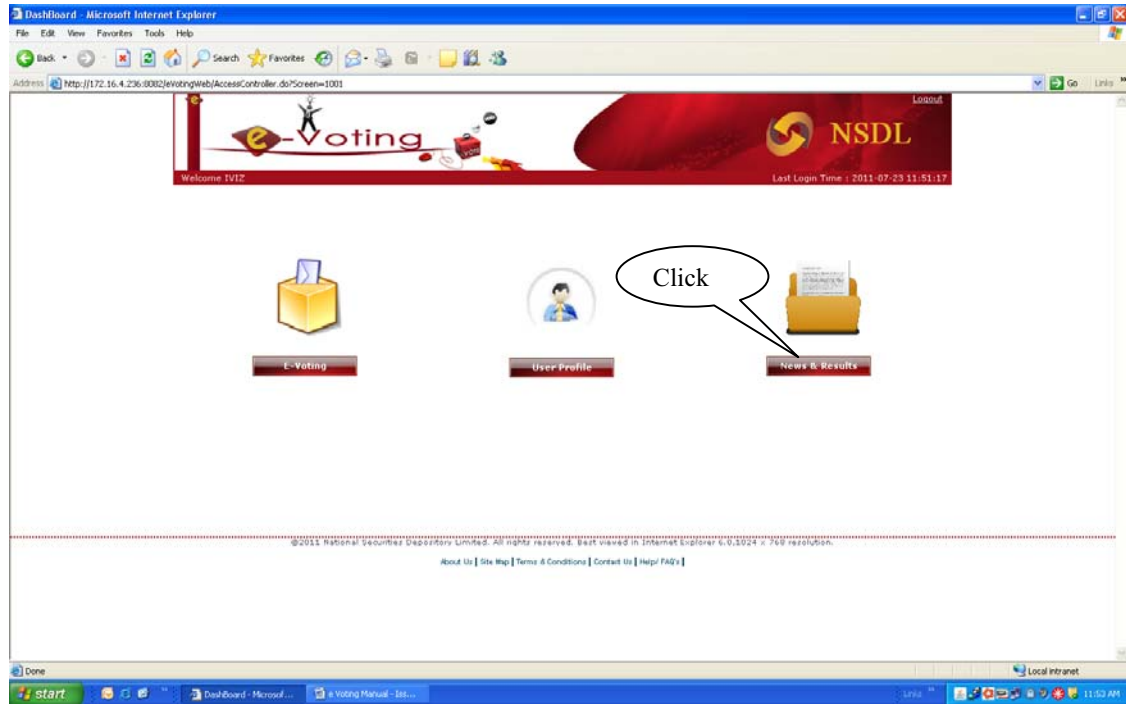 DashBoard - Microsoft Internet Explorer
File Edit View Favorites Tools Help
Back Search Favorites
Address http://172.16.4.236:8082/eVotingWeb/AccessController.do?Screen=1001 Go Links »
Logout
e-Voting
VOTE
NSDL
Welcome IVIZ Last Login Time : 2011-07-23 11:51:17
Click
E-Voting User Profile News & Results
@2011 National Securities Depository Limited. All rights reserved. Best viewed in Internet Explorer 6.0,1024 x 768 resolution.
About Us | Site Map | Terms & Conditions | Contact Us | Help/ FAQ's |
Done Local intranet
start » DashBoard - Microsof... e Voting Manual - Iss... Links » 11:53 AM